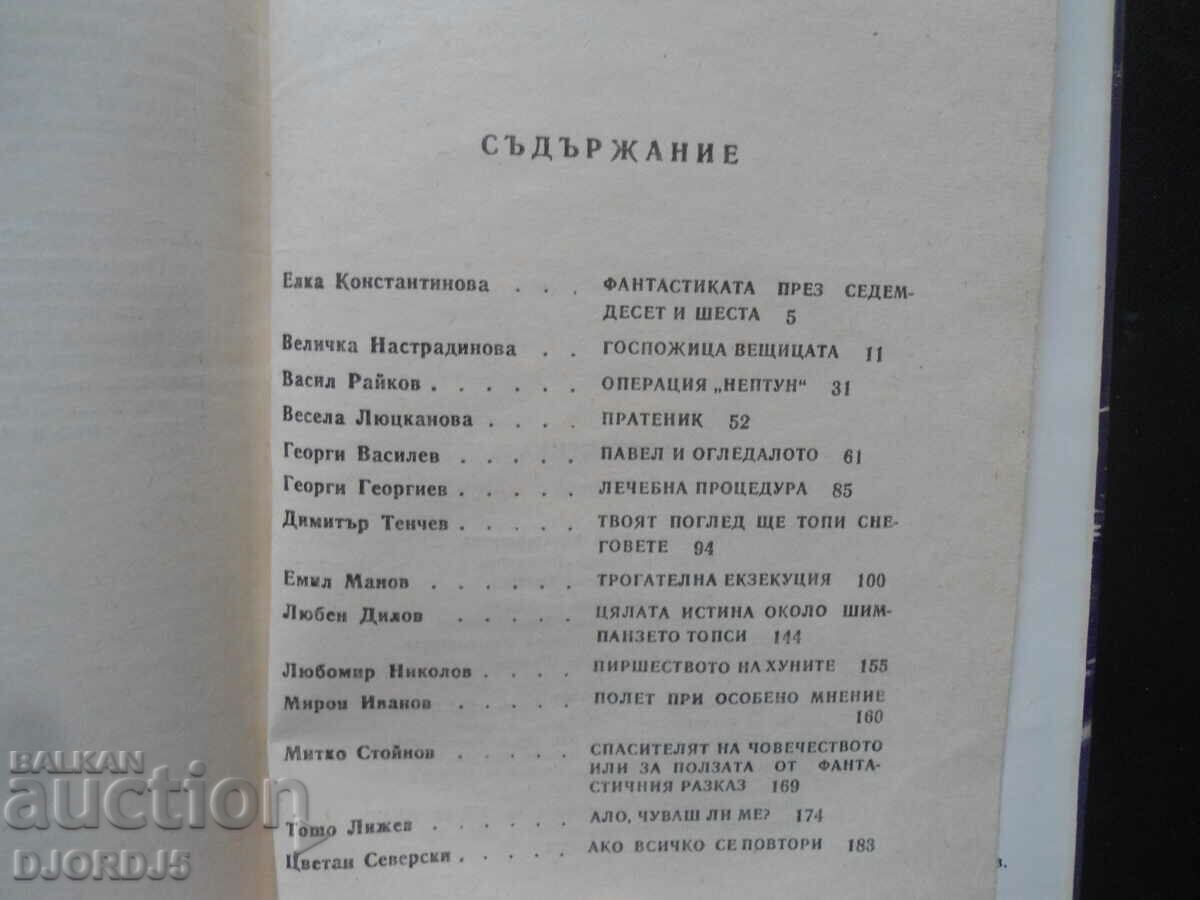 СЪДЪРЖАНИЕ
Елка Константинова . . . ФАНТАСТИКАТА ПРЕЗ СЕДЕМ-
ДЕСЕТ И ШЕСТА 5
Величка Настрадинова . . ГОСПОЖИЦА ВЕЩИЦАТА 11
Васил Райков . . . . . . ОПЕРАЦИЯ „НЕПТУН“ 31
Весела Люцканова . . . . ПРАТЕНИК 52
Георги Василев . . . . . ПАВЕЛ И ОГЛЕДАЛОТО 61
Георги Георгиев . . . . . ЛЕЧЕБНА ПРОЦЕДУРА 85
Димитър Тенчев . . . . . ТВОЯТ ПОГЛЕД ЩЕ ТОПИ СНЕ-
ГОВЕТЕ 94
Емил Манов . . . . . . ТРОГАТЕЛНА ЕКЗЕКУЦИЯ 100
Любен Дилов . . . . . ЦЯЛАТА ИСТИНА ОКОЛО ШИМ-
ПАНЗЕТО ТОПСИ 144
Любомир Николов . . . . ПИРШЕСТВОТО НА ХУНИТЕ 155
Мирон Иванов . . . . . ПОЛЕТ ПРИ ОСОБЕНО МНЕНИЕ
160
Митко Стойнов . . . . . СПАСИТЕЛЯТ НА ЧОВЕЧЕСТВОТО
ИЛИ ЗА ПОЛЗАТА ОТ ФАНТА-
СТИЧНИЯ РАЗКАЗ 169
Тошо Лижев . . . . . . АЛО, ЧУВАШ ЛИ МЕ? 174
Цветан Северски . . . . . АКО ВСИЧКО СЕ ПОВТОРИ 183
BALKAN
auction
DJORDJ5